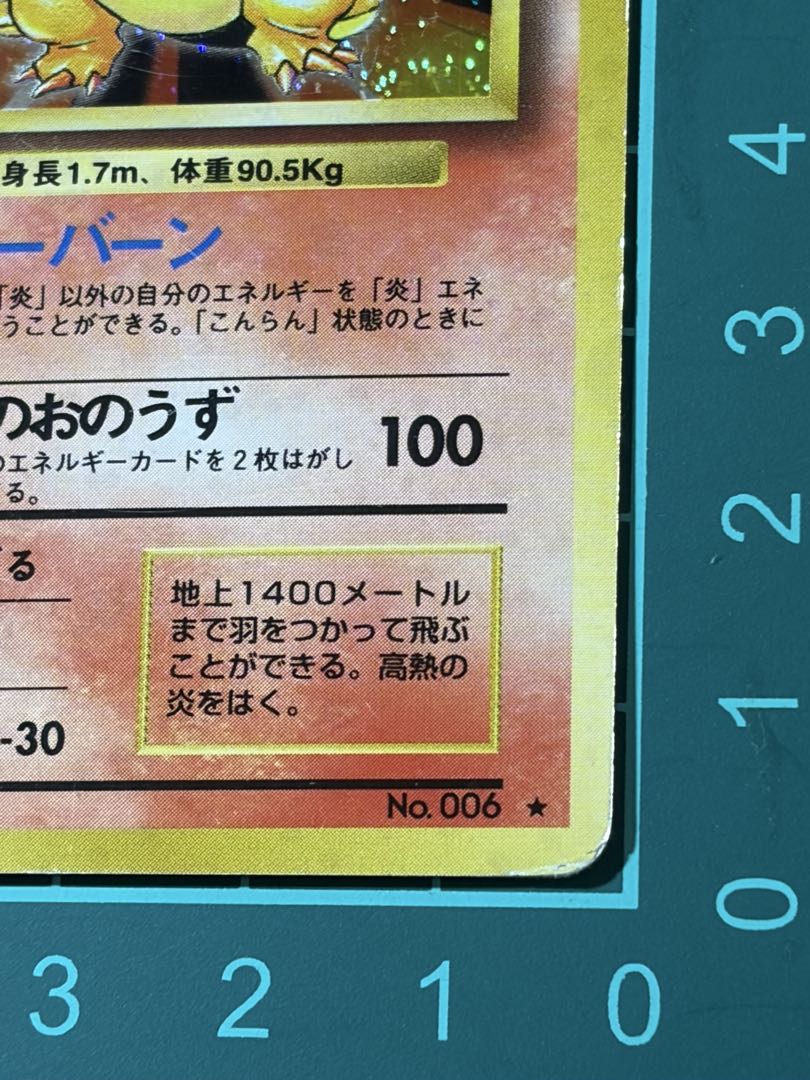 身長1.7m、体重90.5Kg
ーバーン
「炎」以外の自分のエネルギーを「炎」エネ
うことができる。「こんらん」状態のときに
のおのうず 100
のエネルギーカードを2枚はがし
る。
る
地上1400メートル
まで羽をつかって飛ぶ
ことができる。高熱の
炎をはく。
-30
No. 006 ★
4
3
2
1
0
3 2 1 0